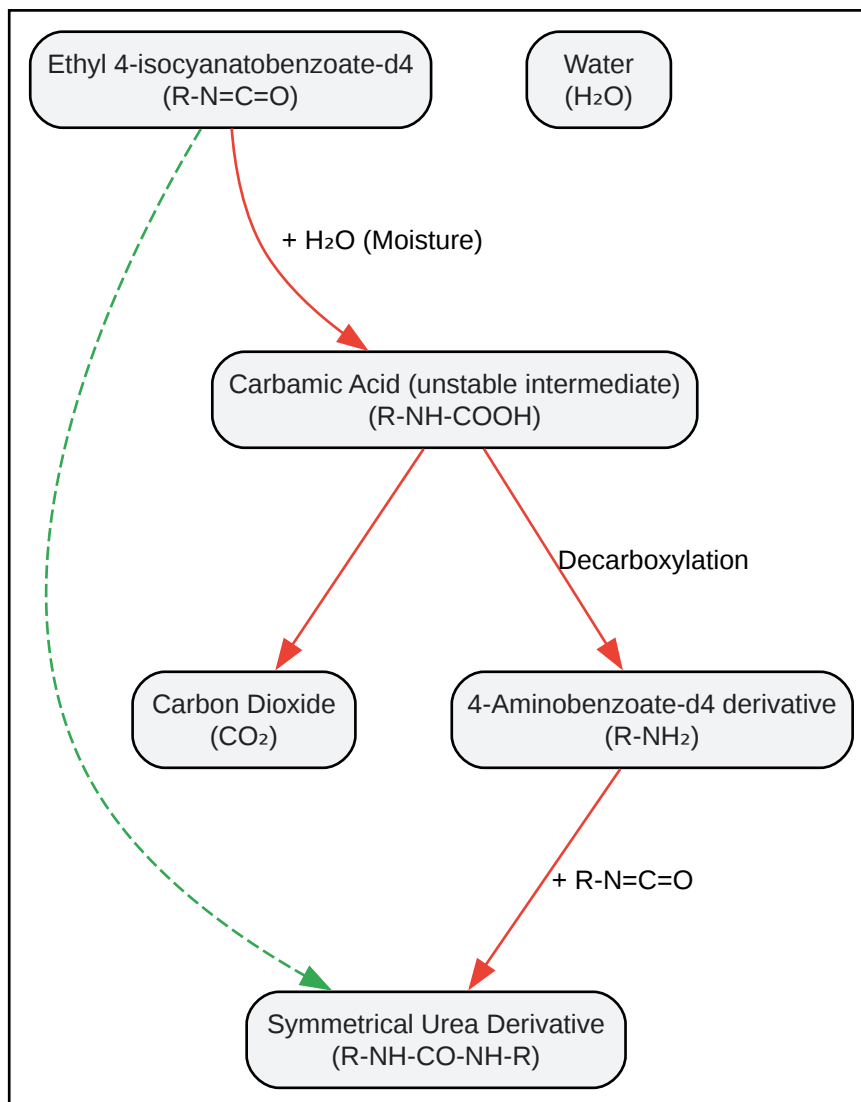 Ethyl 4-isocyanatobenzoate-d4
(R-N=C=O)
Water
(H₂O)
+ H₂O (Moisture)
Carbamic Acid (unstable intermediate)
(R-NH-COOH)
Decarboxylation
Carbon Dioxide
(CO₂)
4-Aminobenzoate-d4 derivative
(R-NH₂)
+ R-N=C=O
Symmetrical Urea Derivative
(R-NH-CO-NH-R)